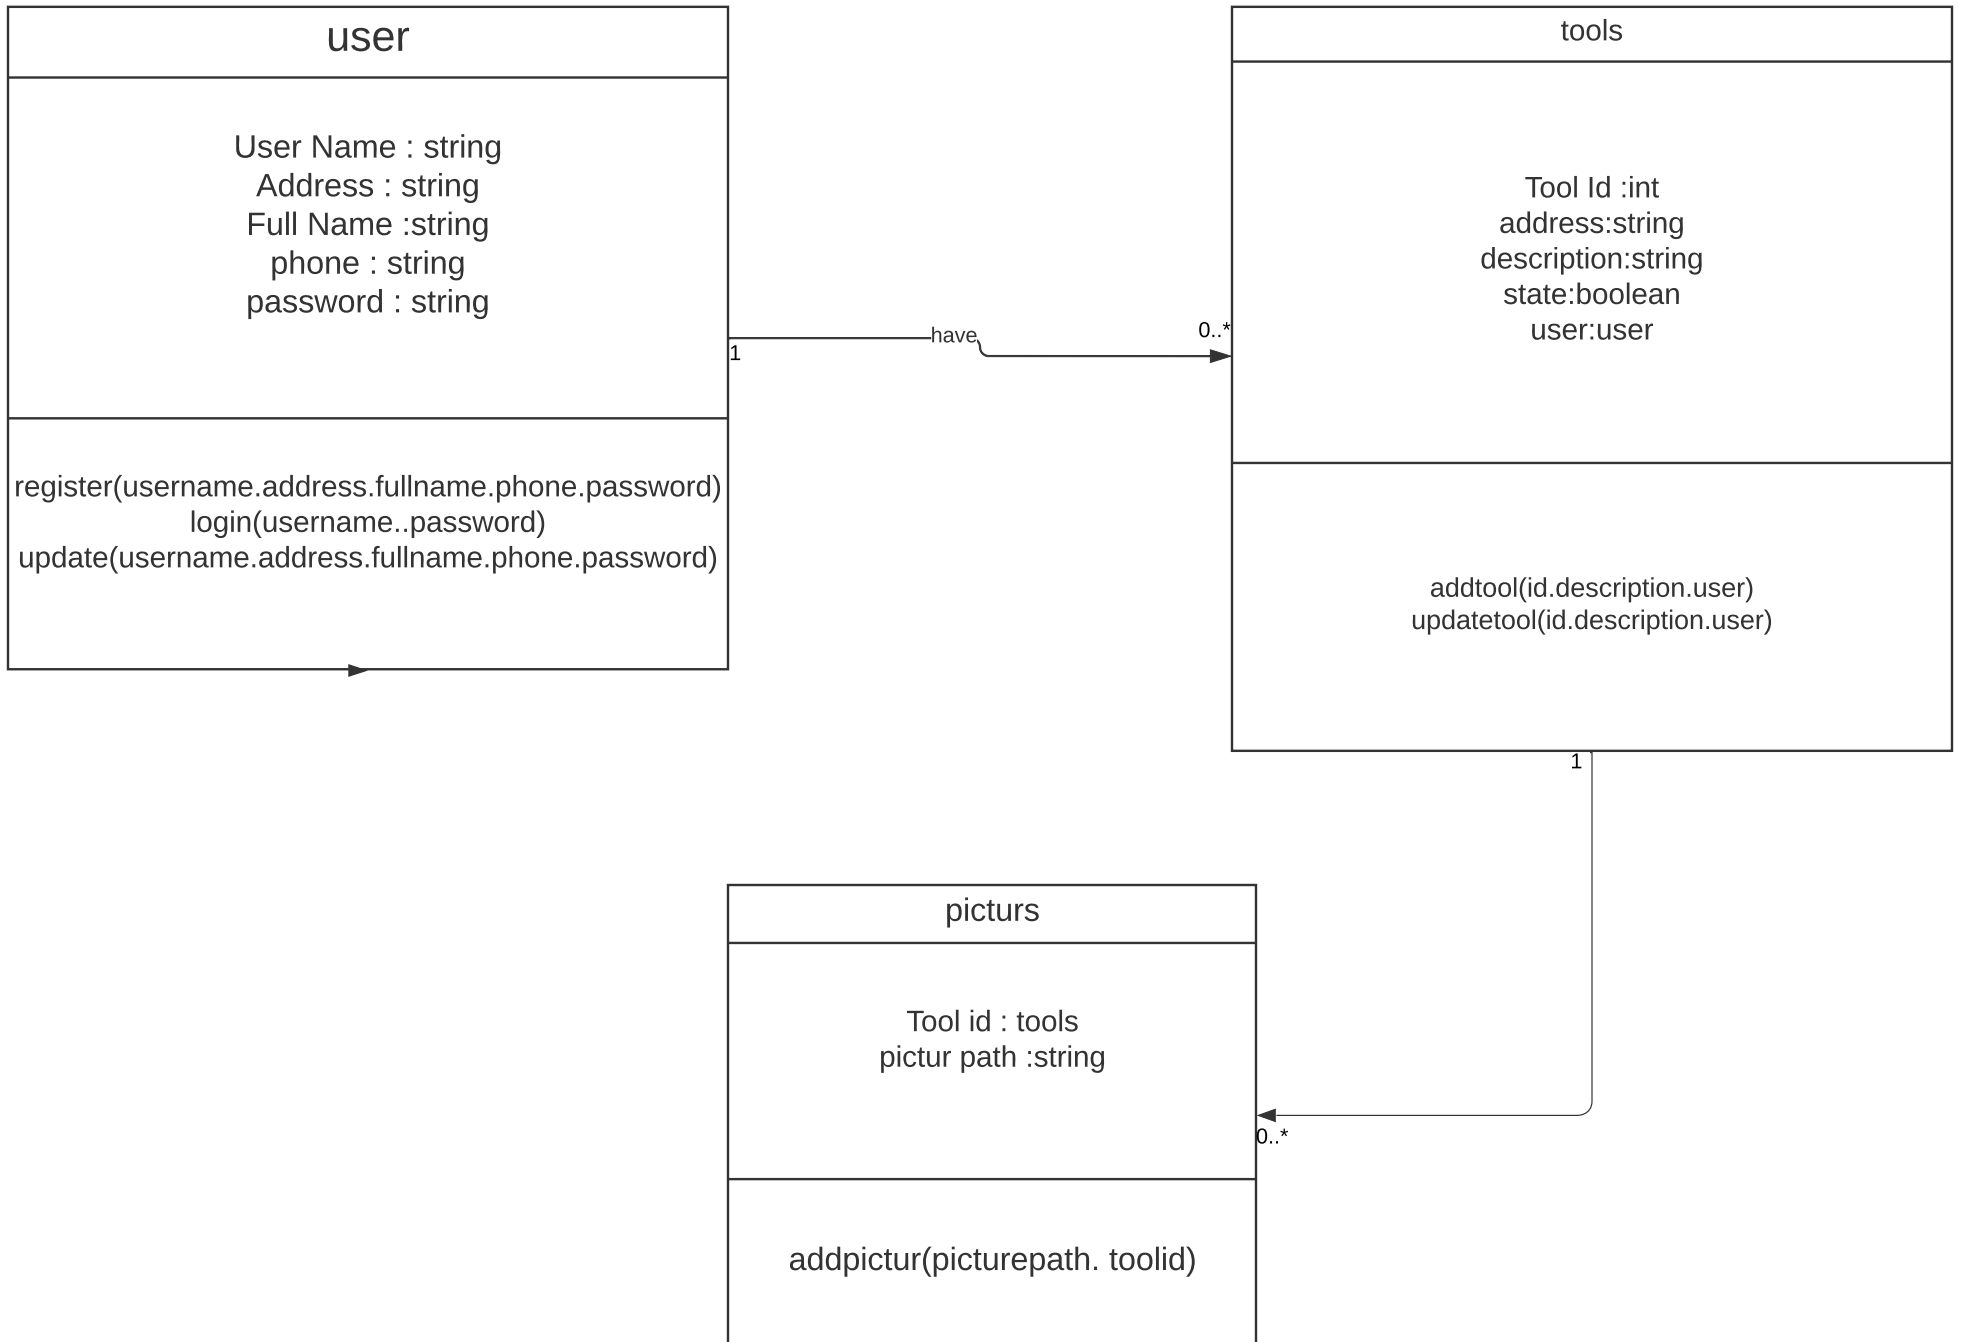 user
User Name : string
Address : string
Full Name :string
phone : string
password : string
register(username.address.fullname.phone.password)
login(username..password)
update(username.address.fullname.phone.password)
1
have
0..*
tools
Tool Id :int
address:string
description:string
state:boolean
user:user
addtool(id.description.user)
updatetool(id.description.user)
1
picturs
Tool id : tools
pictur path :string
0..*
addpictur(picturepath. toolid)